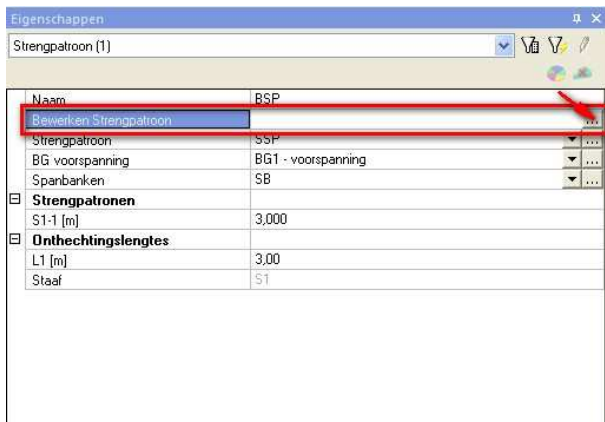 Eigenschappen
Strengpatroon (1)
Naam BSP
Bewerken Strengpatroon ...
Strengpatroon SSP ...
BG voorspanning BG1 - voorspanning ...
Spanbanken SB ...
Strengpatronen
S1-1 [m] 3,000
Onthechtingslengtes
L1 [m] 3,00
Staaf S1